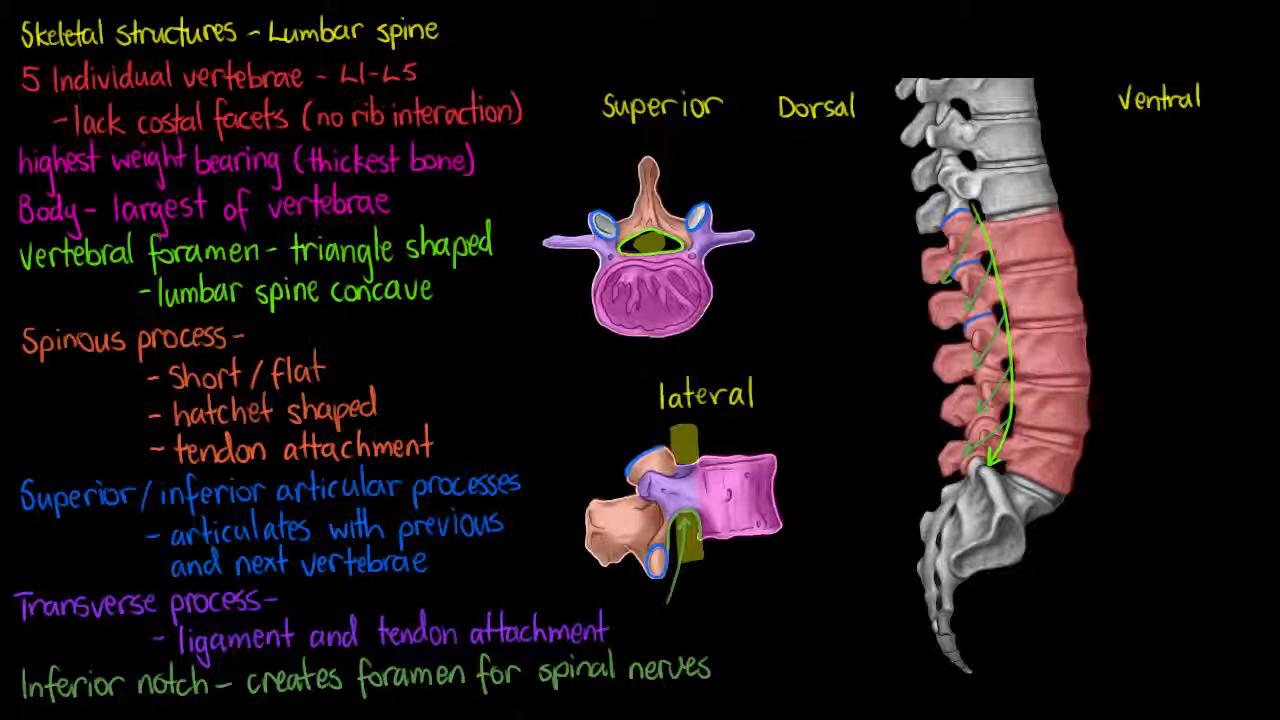 Skeletal structures - Lumbar spine
5 Individual vertebrae - L1-L5
- lack costal facets (no rib interaction)
highest weight bearing (thickest bone)
Body - largest of vertebrae
Vertebral foramen - triangle shaped
- lumbar spine concave
Spinous process -
- short / flat
- hatchet shaped
- tendon attachment
Superior / inferior articular processes
- articulates with previous
and next vertebrae
Transverse process -
- ligament and tendon attachment
Inferior notch - creates foramen for spinal nerves
Superior
lateral
Dorsal
Ventral